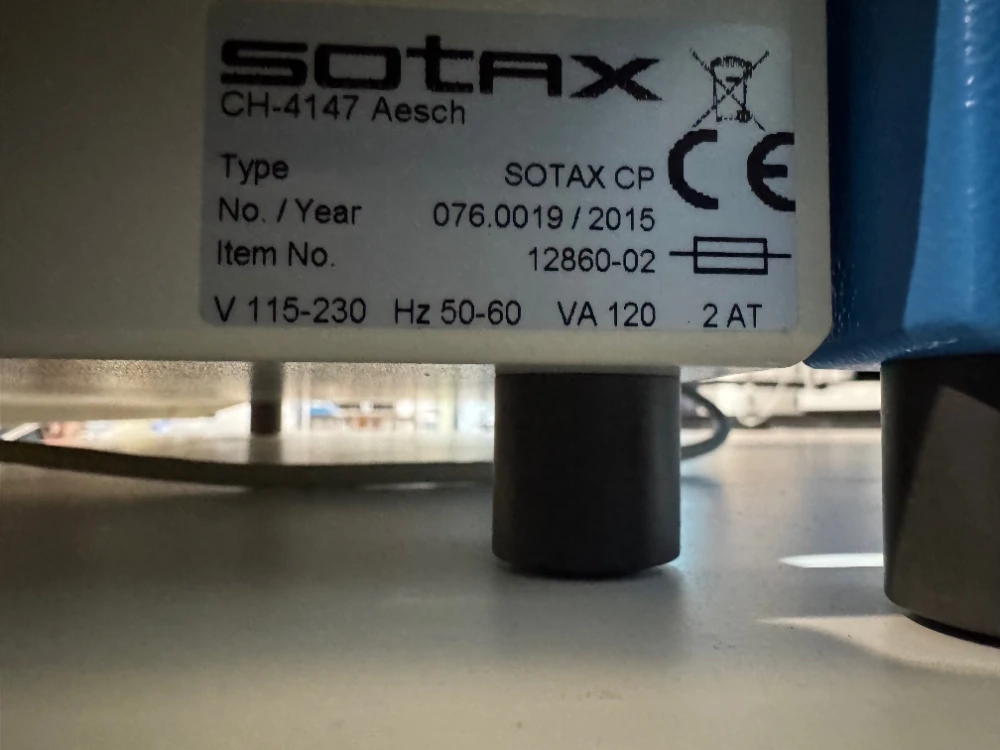 sotax
CH-4147 Aesch
Type SOTAX CP
No. / Year 076.0019 / 2015
Item No. 12860-02
V 115-230 Hz 50-60 VA 120 2 AT
CE